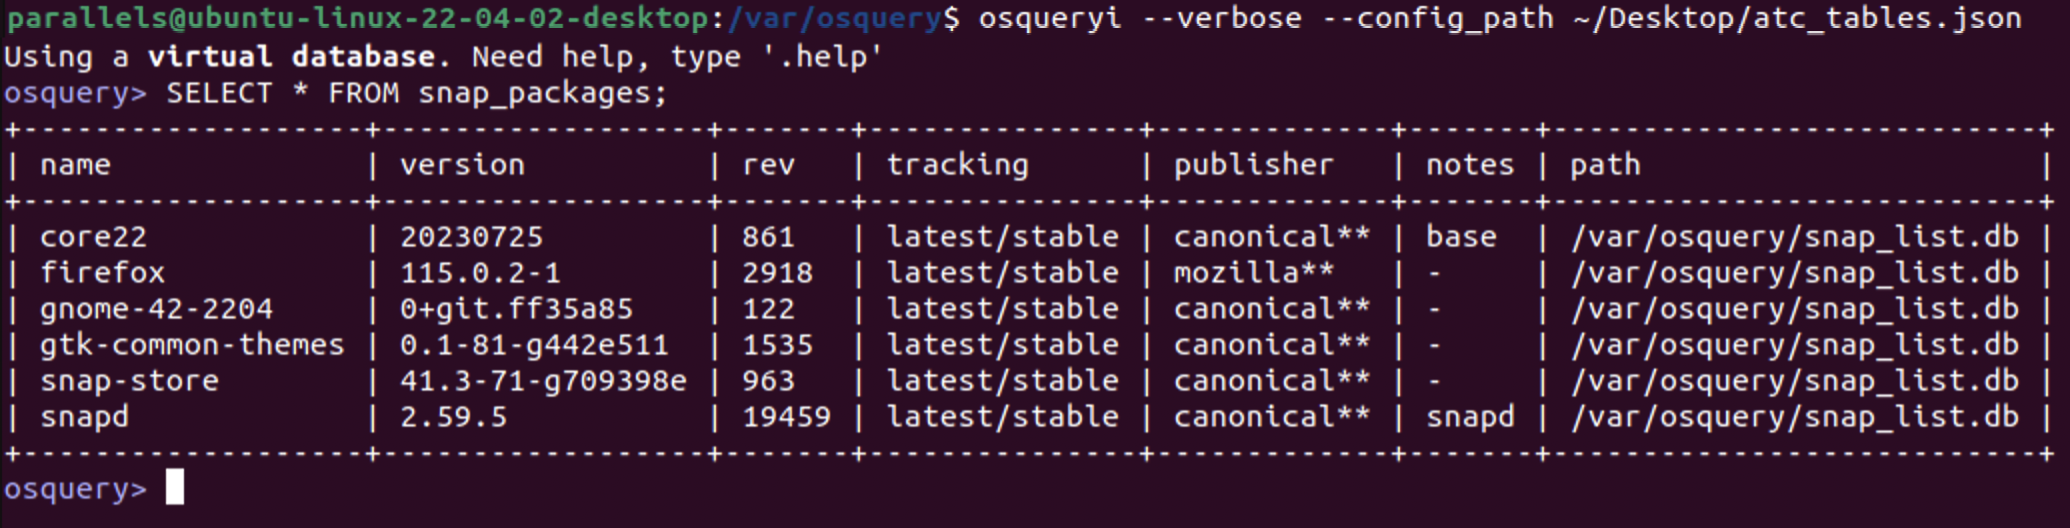 parallels@ubuntu-linux-22-04-02-desktop:/var/osquery$ osqueryi --verbose --config_path ~/Desktop/atc_tables.json
Using a virtual database. Need help, type '.help'
osquery> SELECT * FROM snap_packages;
+-------------------+------------------+-------+---------------+-------------+-------+---------------------------+
| name              | version          | rev   | tracking      | publisher   | notes | path                      |
+-------------------+------------------+-------+---------------+-------------+-------+---------------------------+
| core22            | 20230725         | 861   | latest/stable | canonical** | base  | /var/osquery/snap_list.db |
| firefox           | 115.0.2-1        | 2918  | latest/stable | mozilla**   | -     | /var/osquery/snap_list.db |
| gnome-42-2204     | 0+git.ff35a85    | 122   | latest/stable | canonical** | -     | /var/osquery/snap_list.db |
| gtk-common-themes | 0.1-81-g442e511  | 1535  | latest/stable | canonical** | -     | /var/osquery/snap_list.db |
| snap-store        | 41.3-71-g709398e | 963   | latest/stable | canonical** | -     | /var/osquery/snap_list.db |
| snapd             | 2.59.5           | 19459 | latest/stable | canonical** | snapd | /var/osquery/snap_list.db |
+-------------------+------------------+-------+---------------+-------------+-------+---------------------------+
osquery>